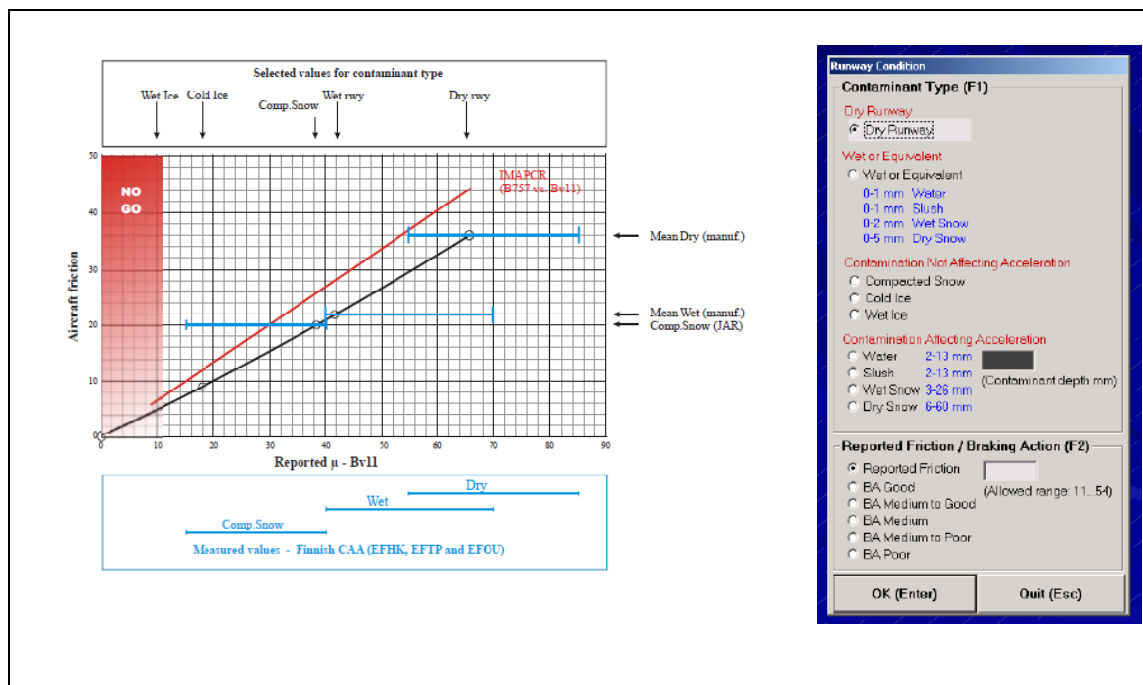 Selected values for contaminant type
Wet Ice Cold Ice Comp.Snow Wet rwy Dry rwy
50
40
30
20
10
0
Aircraft friction
NO
GO
IMAPCR
(B757 vs. Bv11)
Mean Dry (manuf.)
Mean Wet (manuf.)
Comp.Snow (JAR)
0 10 20 30 40 50 60 70 80 90
Reported µ - Bv11
Dry
Wet
Comp.Snow
Measured values - Finnish CAA (EFHK, EFTP and EFOU)
Runway Condition
Contaminant Type (F1)
Dry Runway
Dry Runway
Wet or Equivalent
Wet or Equivalent
0-1 mm Water
0-1 mm Slush
0-2 mm Wet Snow
0-5 mm Dry Snow
Contamination Not Affecting Acceleration
Compacted Snow
Cold Ice
Wet Ice
Contamination Affecting Acceleration
Water 2-13 mm
Slush 2-13 mm
(Contaminant depth mm)
Wet Snow 3-26 mm
Dry Snow 6-60 mm
Reported Friction / Braking Action (F2)
Reported Friction
BA Good
(Allowed range: 11...54)
BA Medium to Good
BA Medium
BA Medium to Poor
BA Poor
OK (Enter) Quit (Esc)